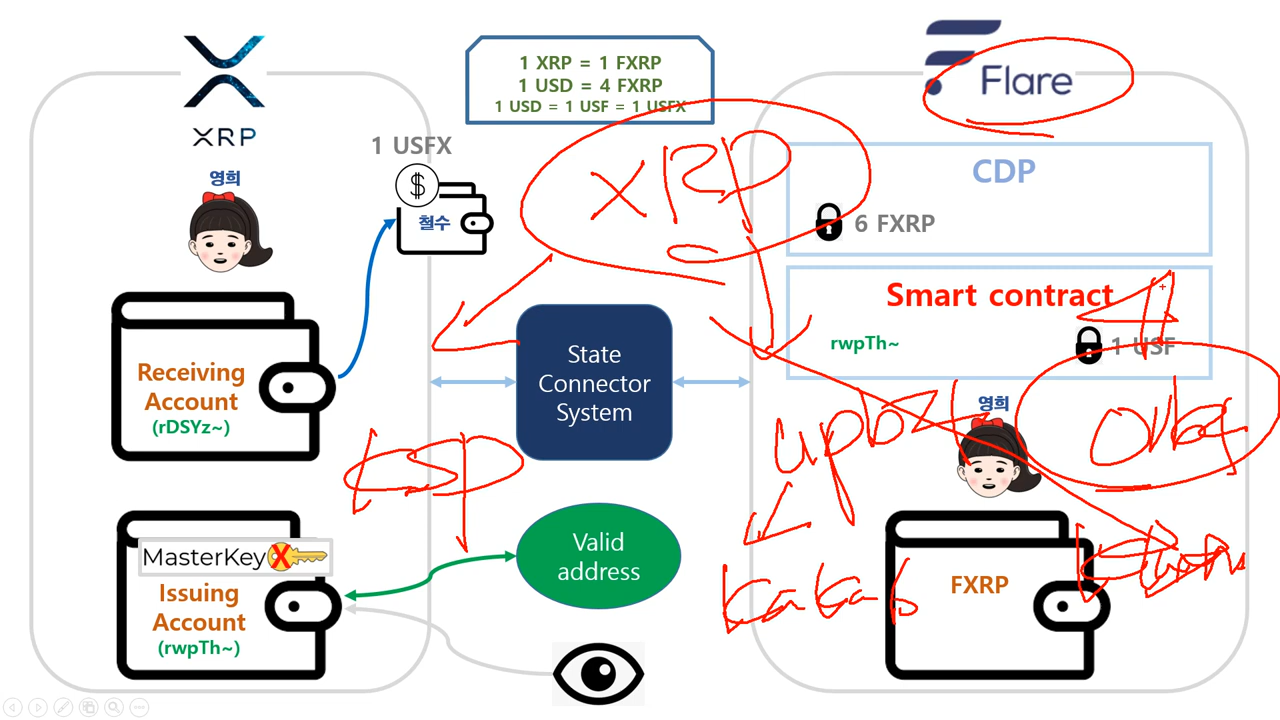 XRP
영희
Receiving
Account
(rDSYz~)
MasterKey X
Issuing
Account
(rwpTh~)
1 XRP = 1 FXRP
1 USD = 4 FXRP
1 USD = 1 USF = 1 USFX
1 USFX
$
철수
XRP
State
Connector
System
Valid
address
Flare
CDP
6 FXRP
Smart contract
rwpTh~
1 USF
영희
upbit
FXRP